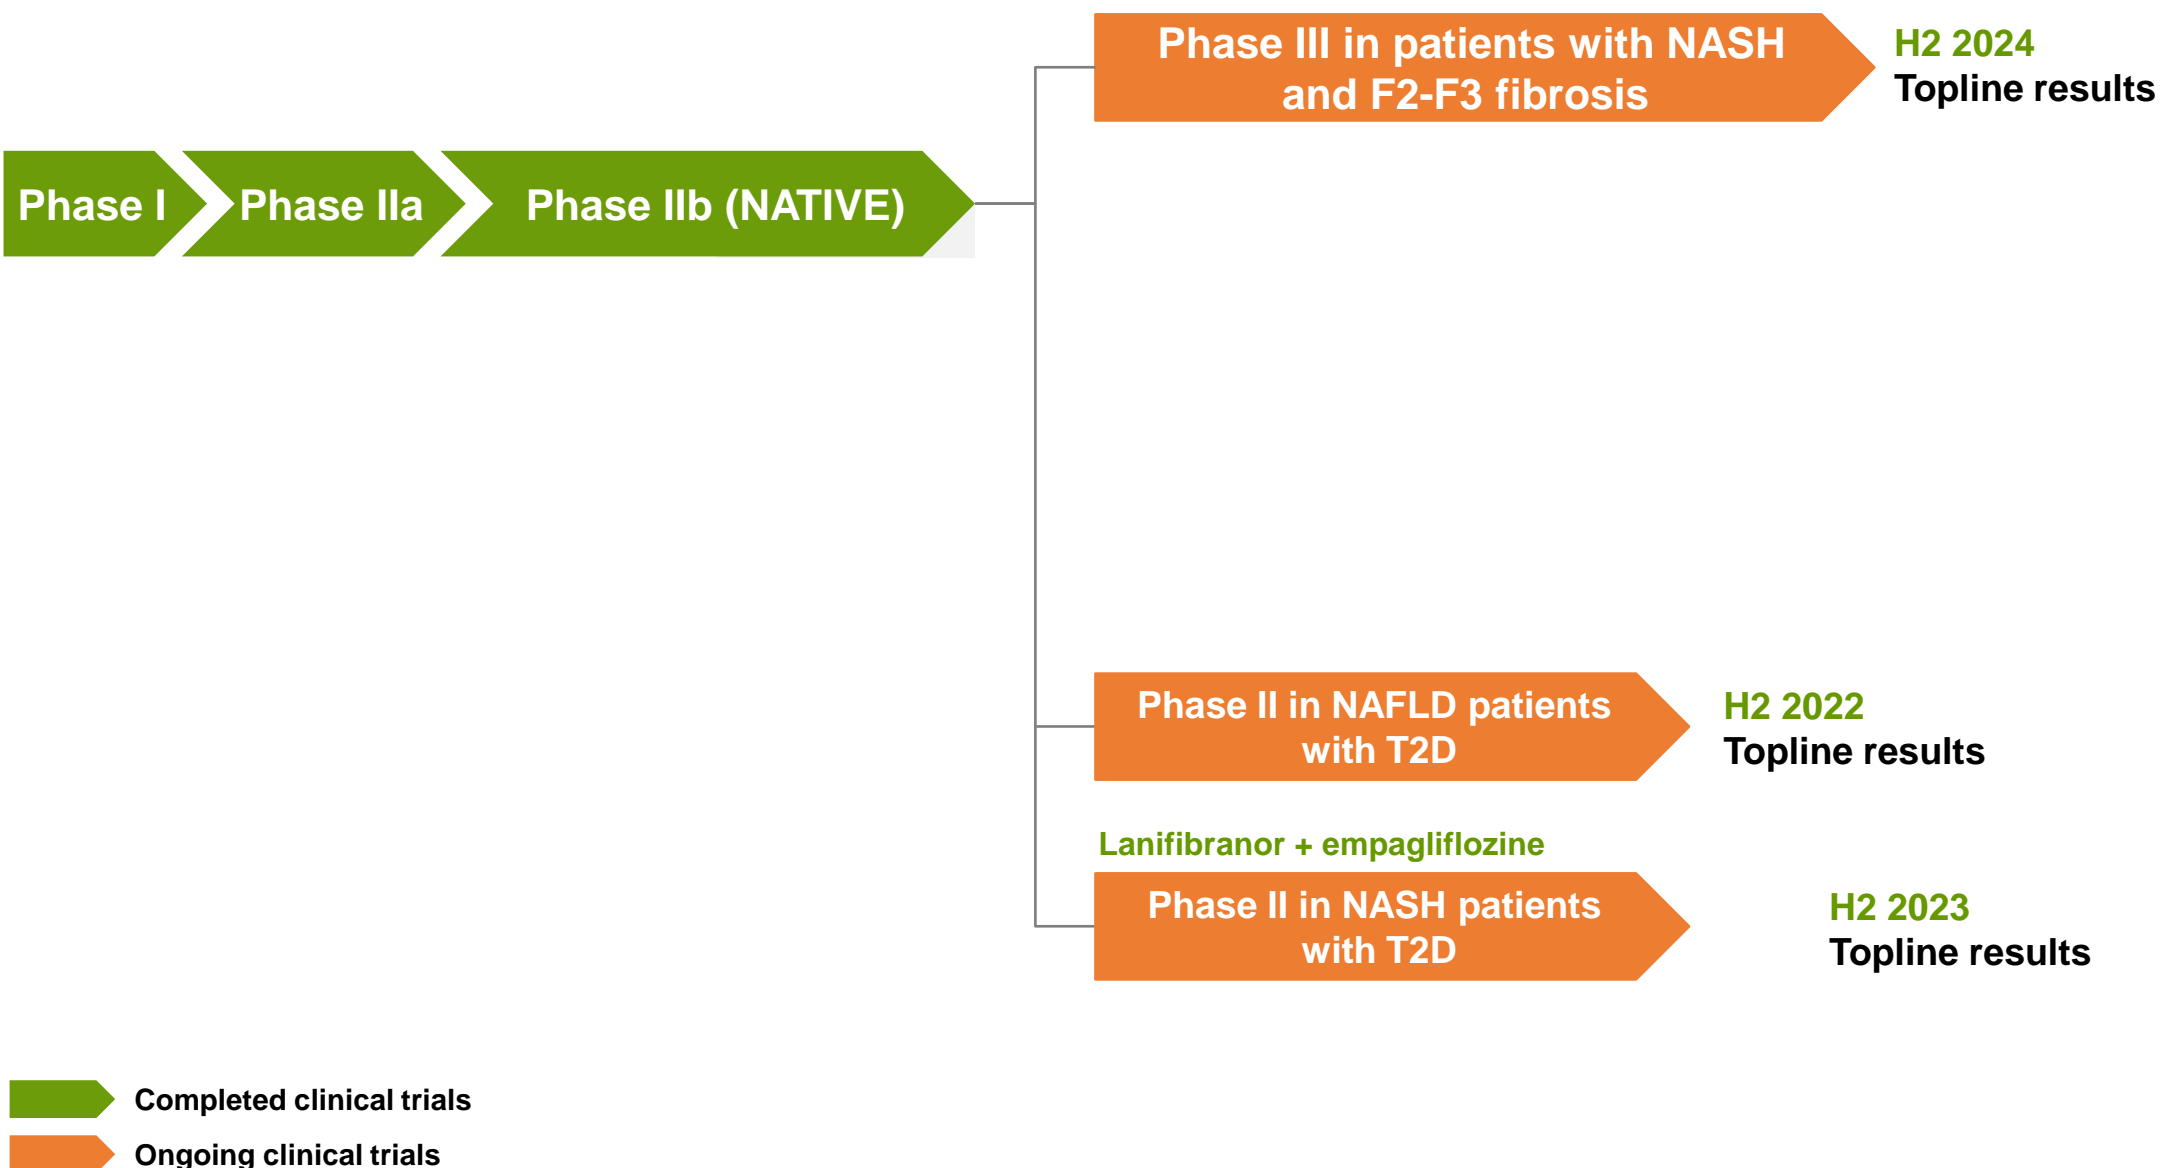 Phase III in patients with NASH
and F2-F3 fibrosis
H2 2024
Topline results
Phase I
Phase IIa
Phase IIb (NATIVE)
Phase II in NAFLD patients
with T2D
H2 2022
Topline results
Lanifibranor + empagliflozine
Phase II in NASH patients
with T2D
H2 2023
Topline results
Completed clinical trials
Ongoing clinical trials